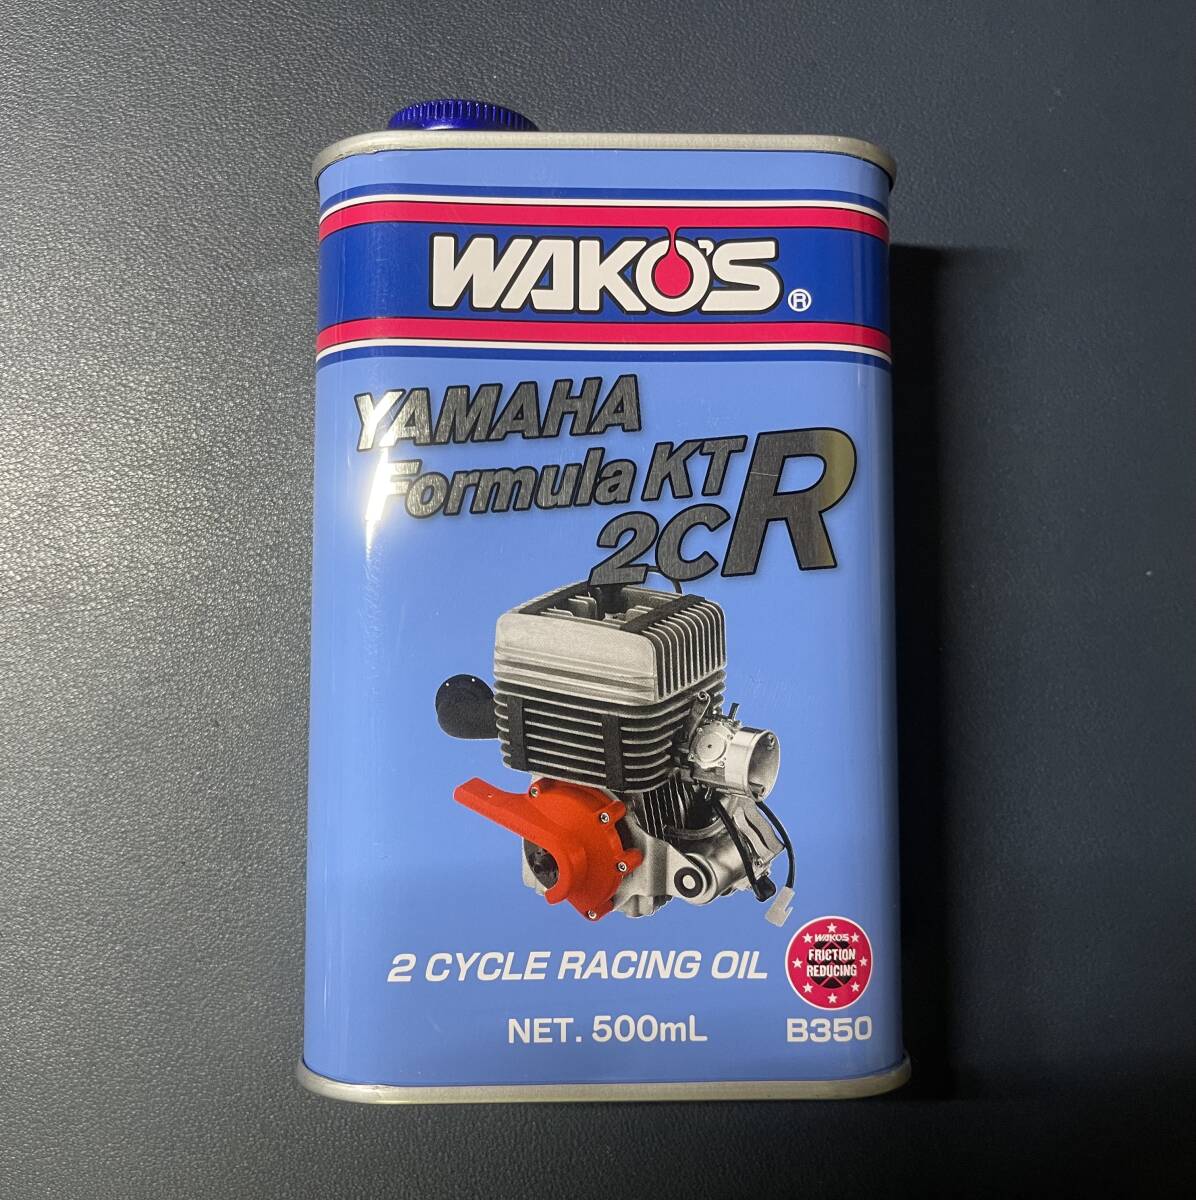 WAKO'S®
YAMAHA
Formula KT
2CR
2 CYCLE RACING OIL
WAKO'S
FRICTION
REDUCING
NET. 500mL
B350